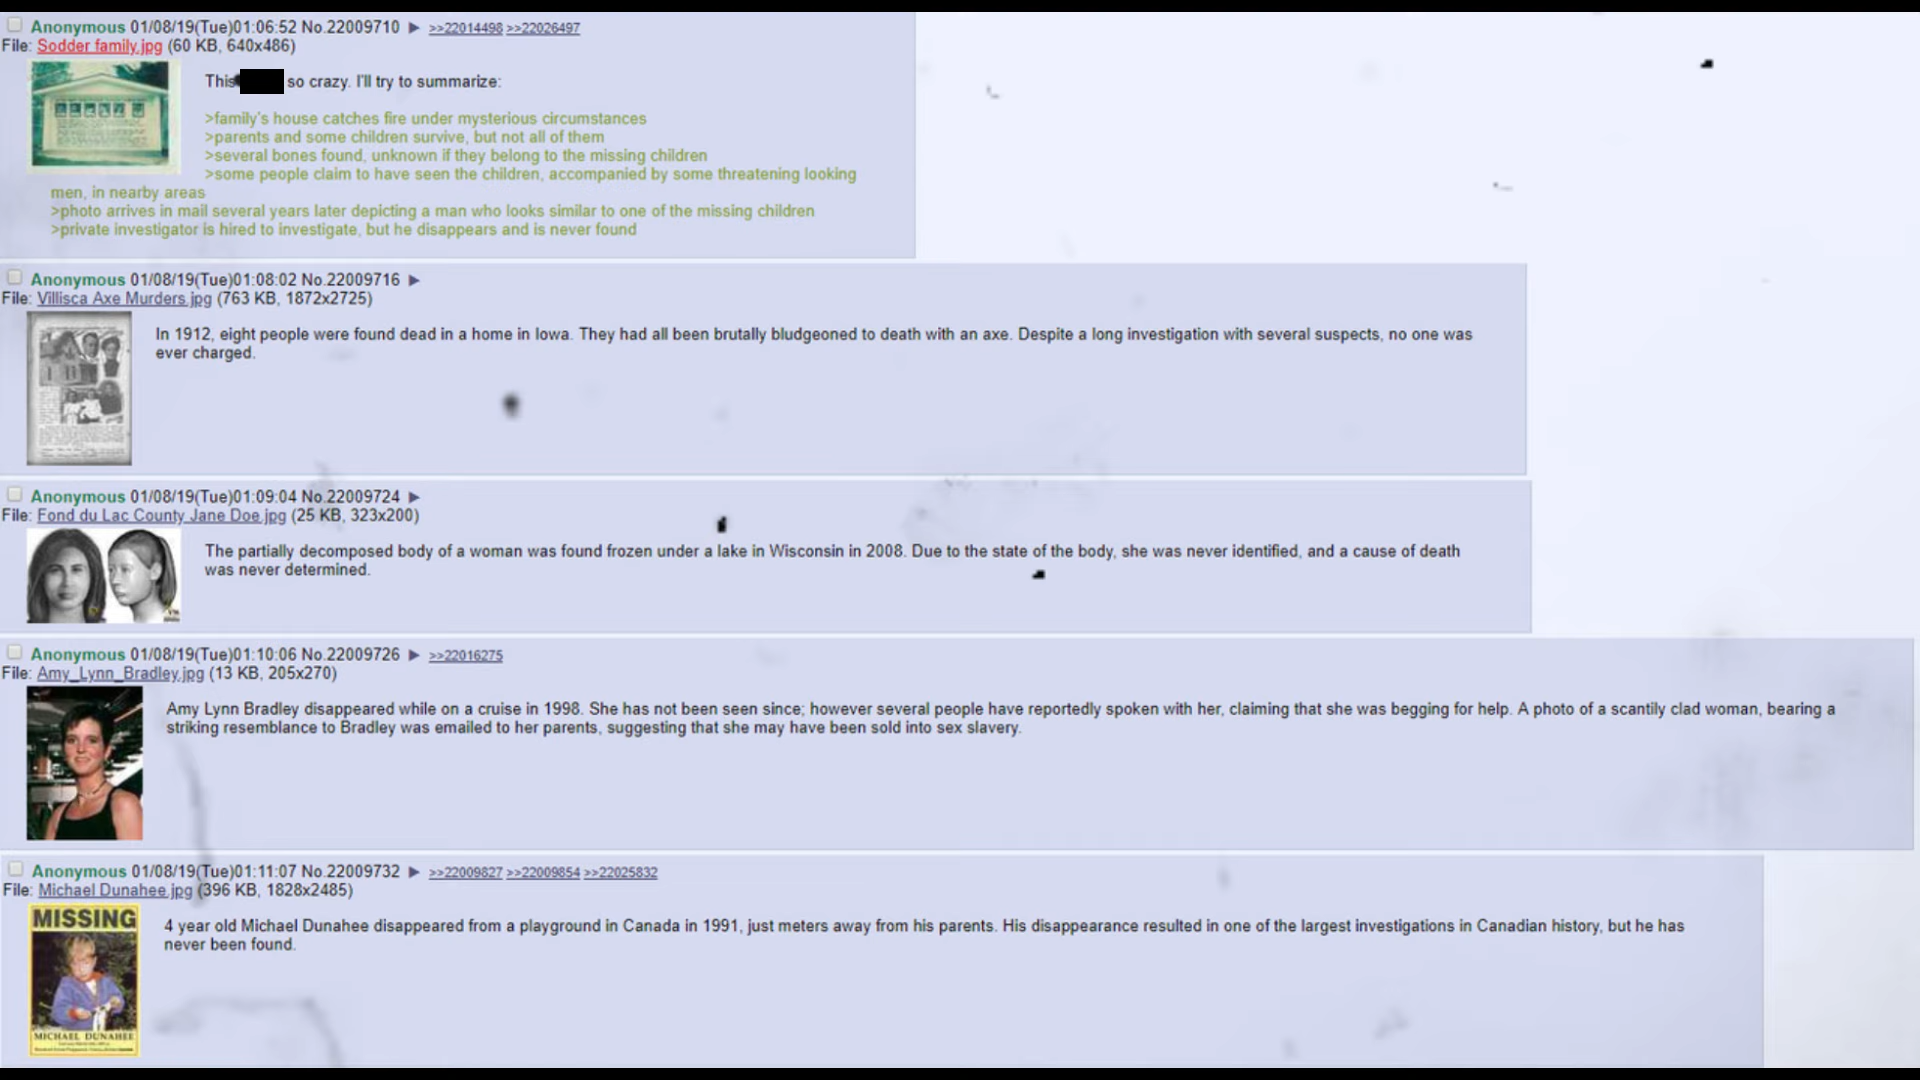 Anonymous 01/08/19(Tue)01:06:52 No.22009710 ▶ >>22014498 >>22026497
File: Sodder family.jpg (60 KB, 640x486)
This so crazy. I'll try to summarize:
>family's house catches fire under mysterious circumstances
>parents and some children survive, but not all of them
>several bones found, unknown if they belong to the missing children
>some people claim to have seen the children, accompanied by some threatening looking
men, in nearby areas
>photo arrives in mail several years later depicting a man who looks similar to one of the missing children
>private investigator is hired to investigate, but he disappears and is never found
Anonymous 01/08/19(Tue)01:08:02 No.22009716 ▶
File: Villisca Axe Murders.jpg (763 KB, 1872x2725)
In 1912, eight people were found dead in a home in Iowa. They had all been brutally bludgeoned to death with an axe. Despite a long investigation with several suspects, no one was
ever charged.
Anonymous 01/08/19(Tue)01:09:04 No.22009724 ▶
File: Fond du Lac County Jane Doe.jpg (25 KB, 323x200)
The partially decomposed body of a woman was found frozen under a lake in Wisconsin in 2008. Due to the state of the body, she was never identified, and a cause of death
was never determined.
Anonymous 01/08/19(Tue)01:10:06 No.22009726 ▶ >>22016275
File: Amy_Lynn_Bradley.jpg (13 KB, 205x270)
Amy Lynn Bradley disappeared while on a cruise in 1998. She has not been seen since; however several people have reportedly spoken with her, claiming that she was begging for help. A photo of a scantily clad woman, bearing a
striking resemblance to Bradley was emailed to her parents, suggesting that she may have been sold into sex slavery.
Anonymous 01/08/19(Tue)01:11:07 No.22009732 ▶ >>22009827 >>22009854 >>22025832
File: Michael Dunahee.jpg (396 KB, 1828x2485)
MISSING
MICHAEL DUNAHEE
4 year old Michael Dunahee disappeared from a playground in Canada in 1991, just meters away from his parents. His disappearance resulted in one of the largest investigations in Canadian history, but he has
never been found.